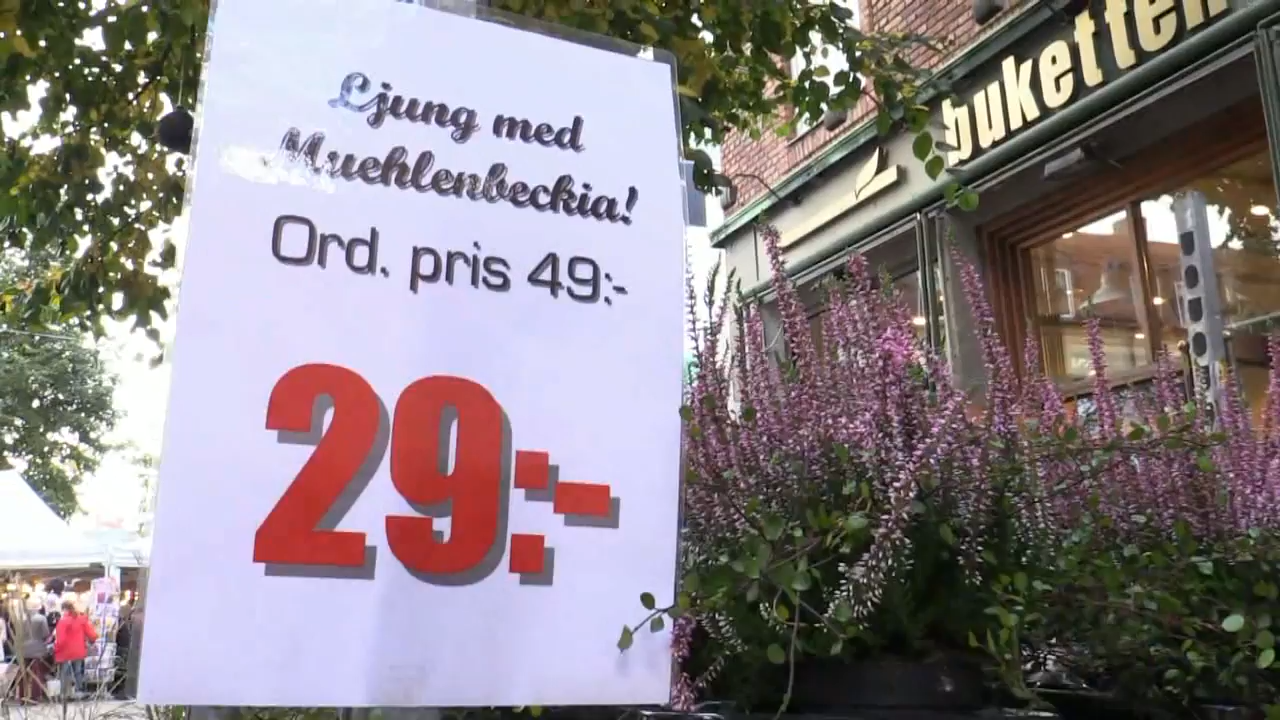 Ljung med
Muehlenbeckia!
Ord. pris 49:-
29:-
buketten